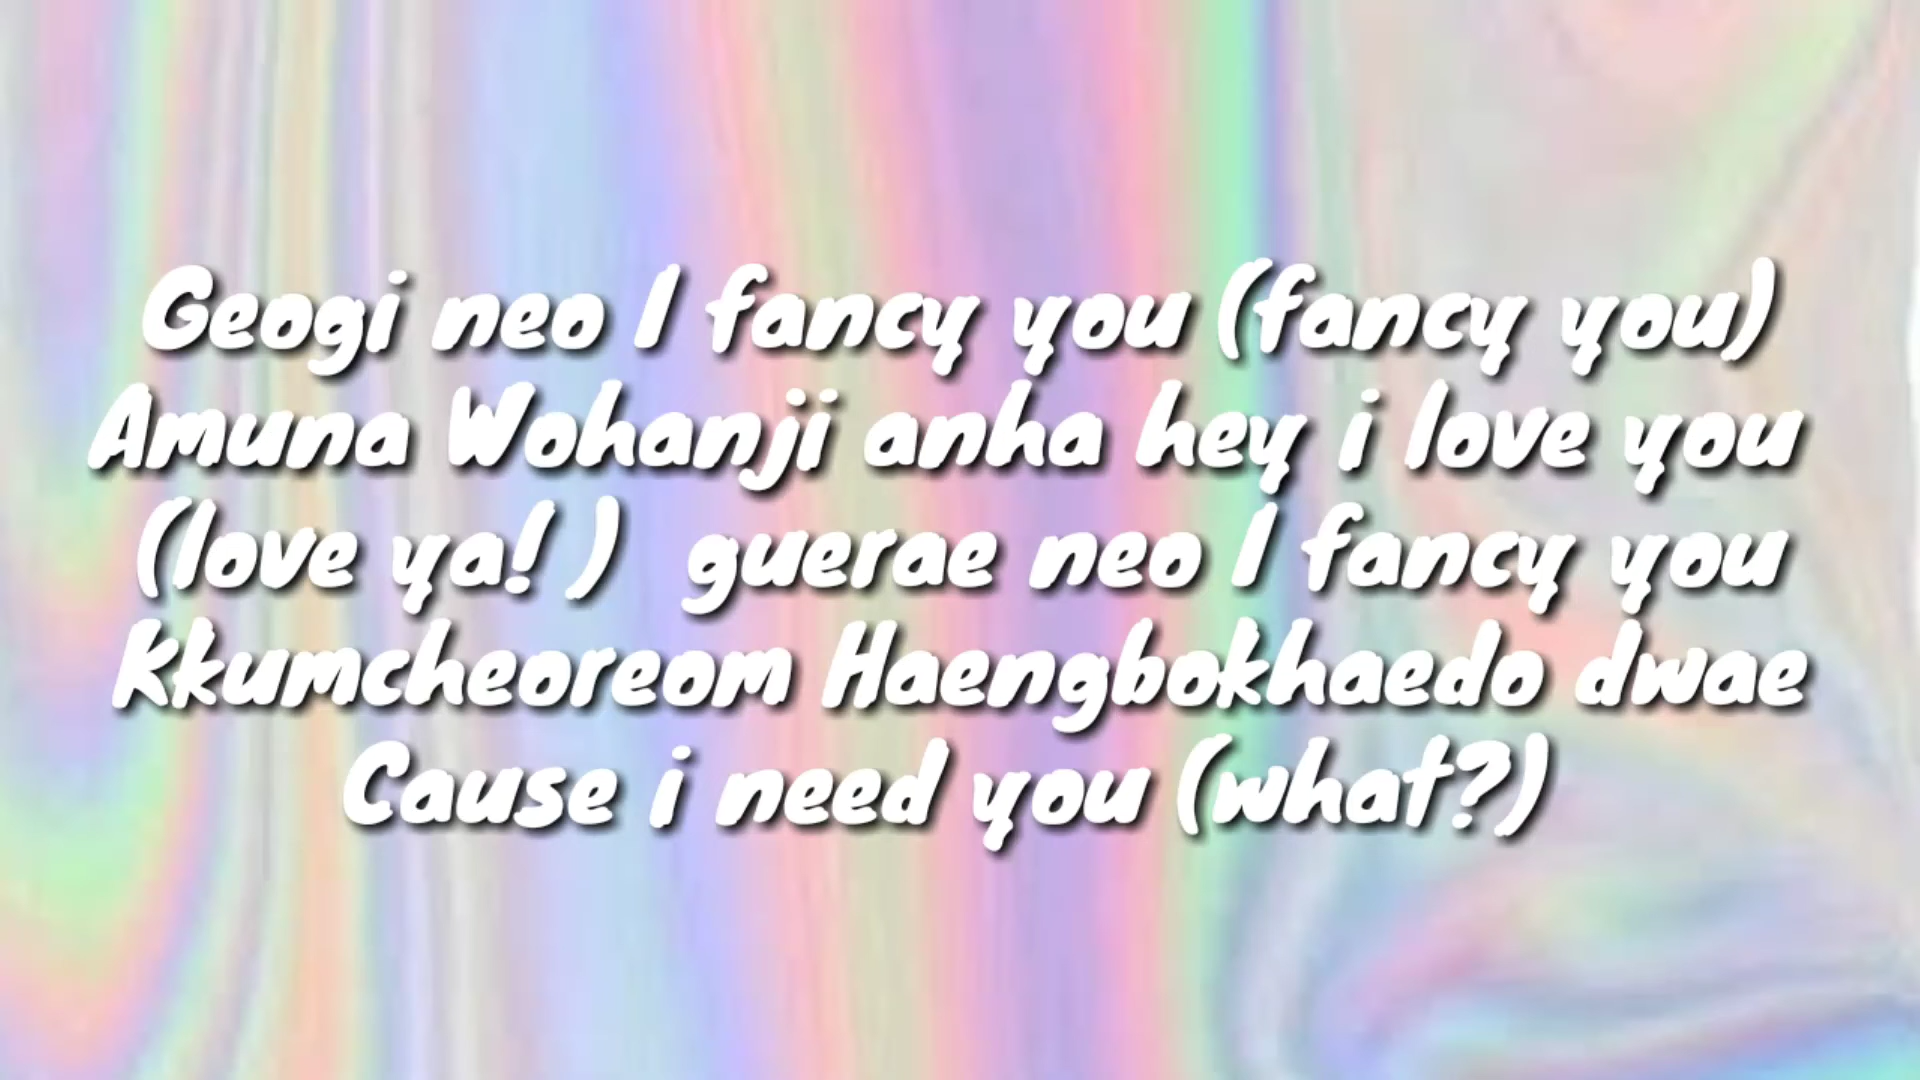 Geogi neo I fancy you (fancy you)
Amuna Wohanji anha hey i love you
(love ya! )  guerae neo I fancy you
Kkumcheoreom Haengbokhaedo dwae
Cause i need you (what?)